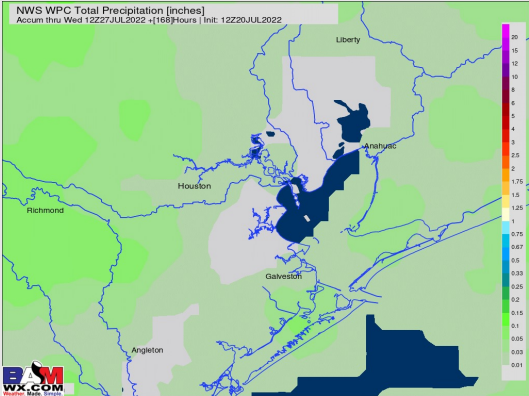 NWS WPC Total Precipitation [inches]
Accum thru Wed 12Z27JUL2022 +[168]Hours | Init: 12Z20JUL2022
Liberty
Anahuac
Houston
Richmond
Galveston
Angleton
20
15
12
10
8
6
5
4
3
2.5
2
1.75
1.5
1.25
1
0.75
0.67
0.5
0.33
0.25
0.2
0.15
0.1
0.05
0.03
0.01
BAM
WX.COM
Weather. Made. Simple.